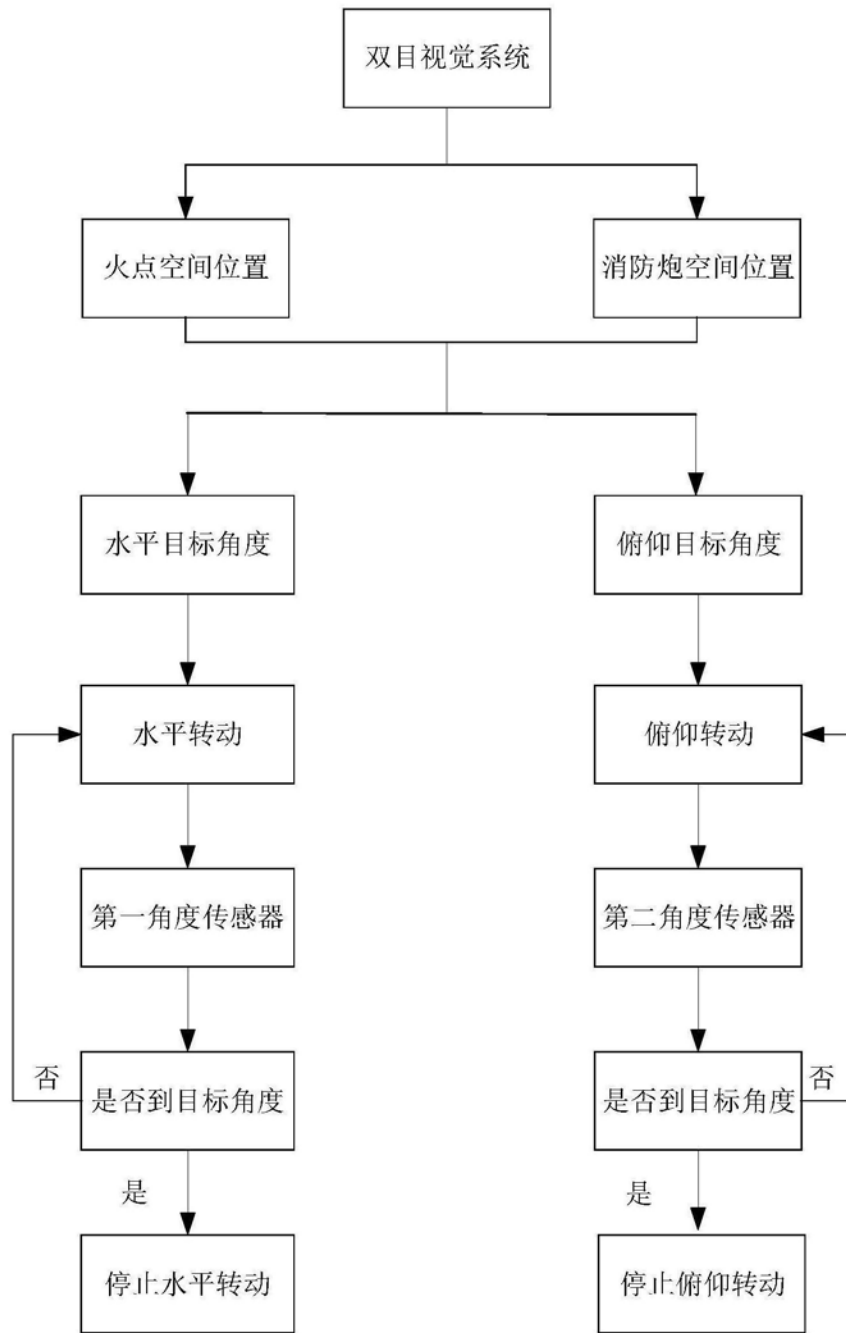 双目视觉系统
火点空间位置
消防炮空间位置
水平目标角度
俯仰目标角度
水平转动
俯仰转动
第一角度传感器
第二角度传感器
否
是否到目标角度
是否到目标角度
否
是
是
停止水平转动
停止俯仰转动